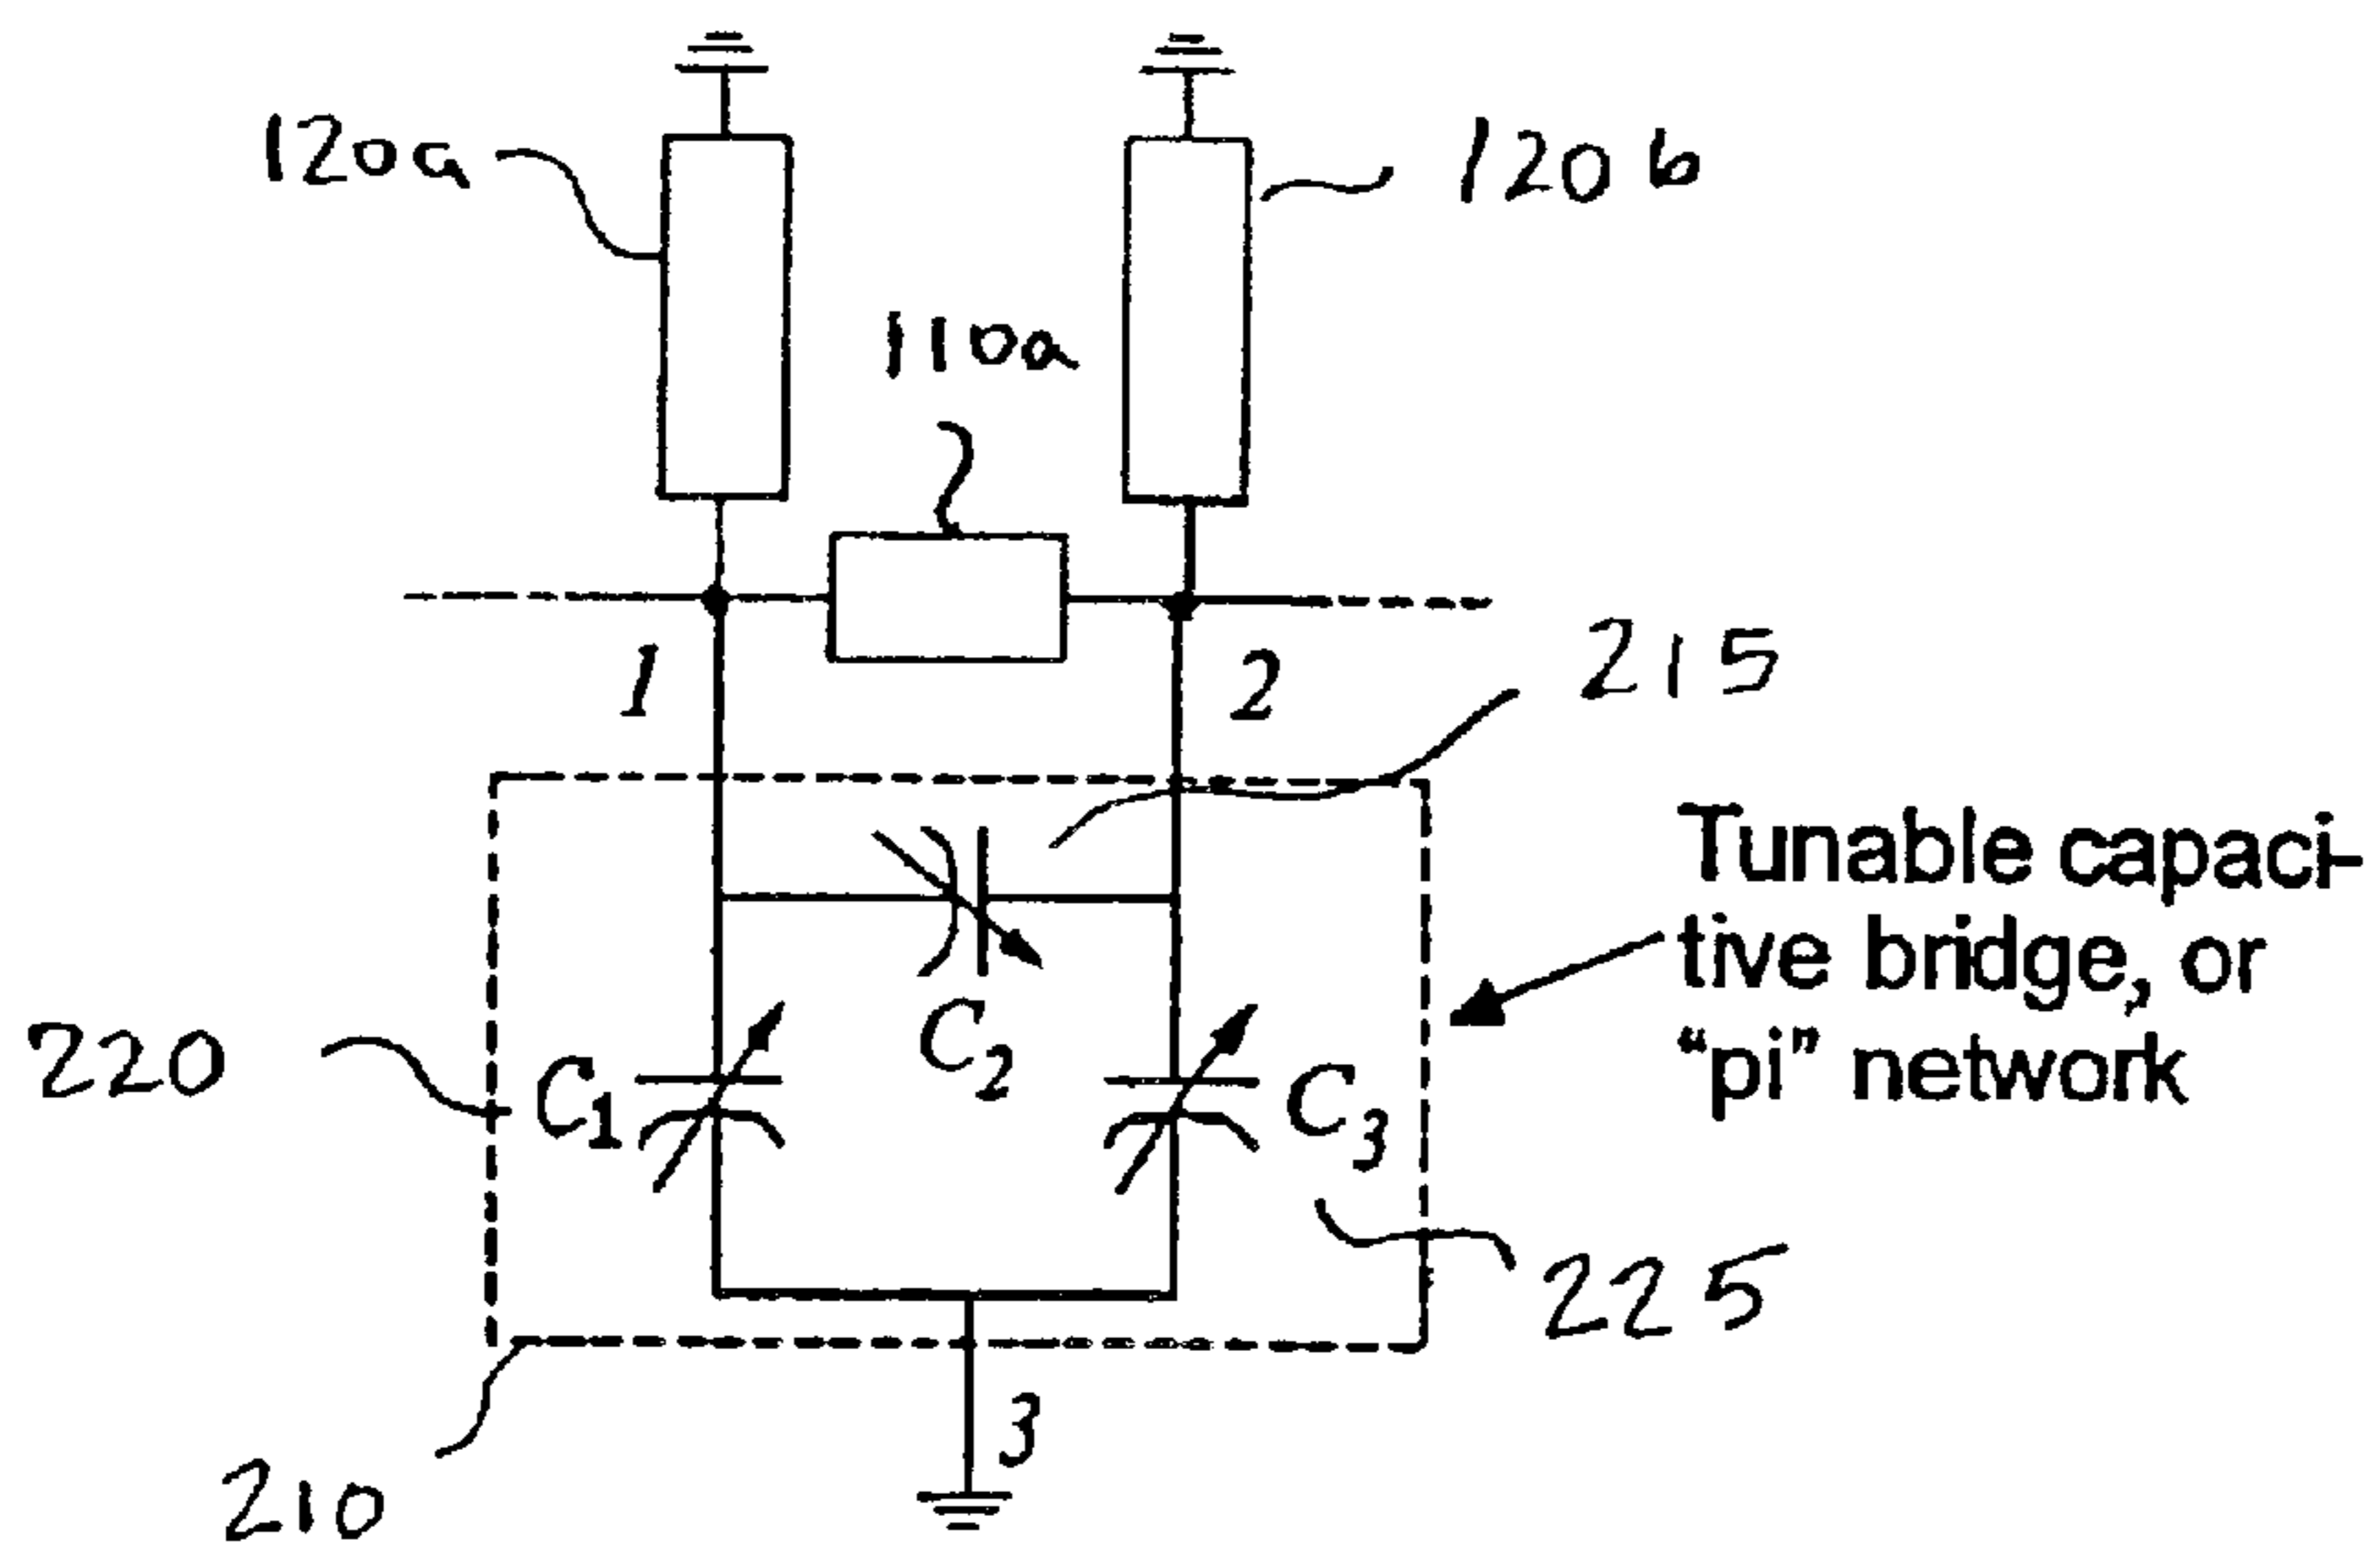 120a
120b
110a
1
2
215
Tunable capaci-
tive bridge, or
"pi" network
C2
220
C1
C3
225
3
210